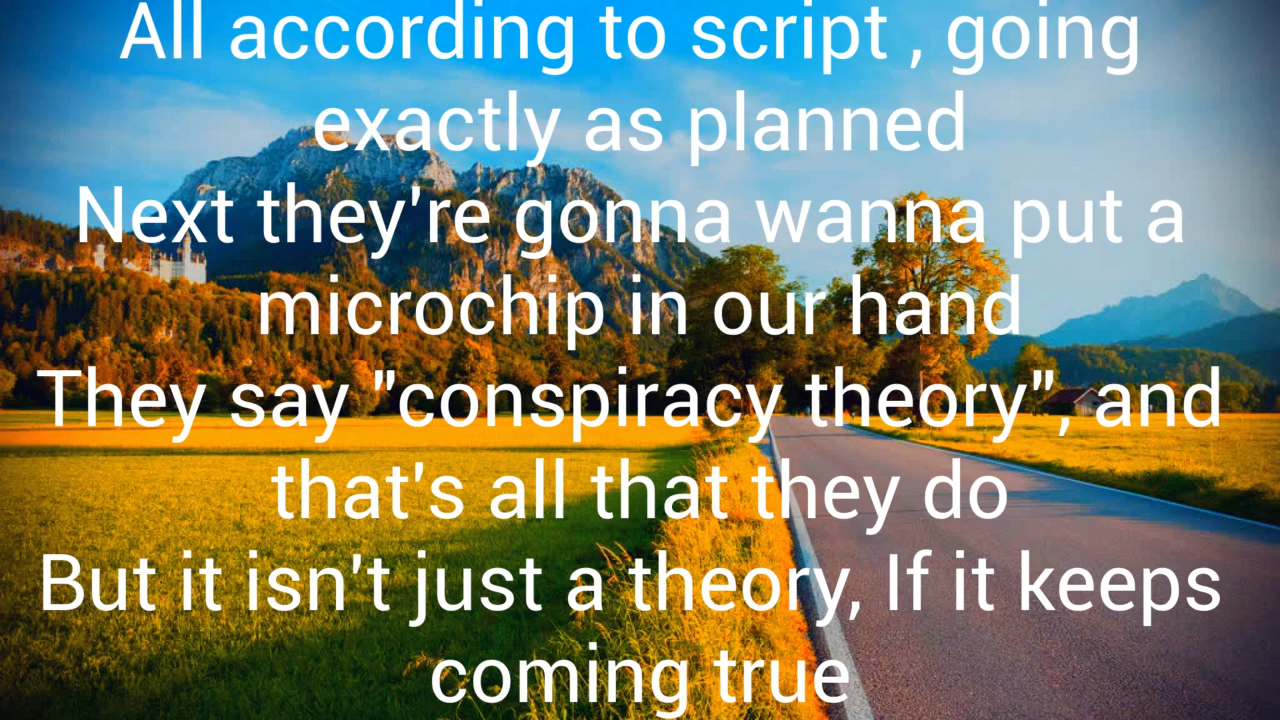 All according to script , going
exactly as planned
Next they're gonna wanna put a
microchip in our hand
They say "conspiracy theory", and
that's all that they do
But it isn't just a theory, If it keeps
coming true